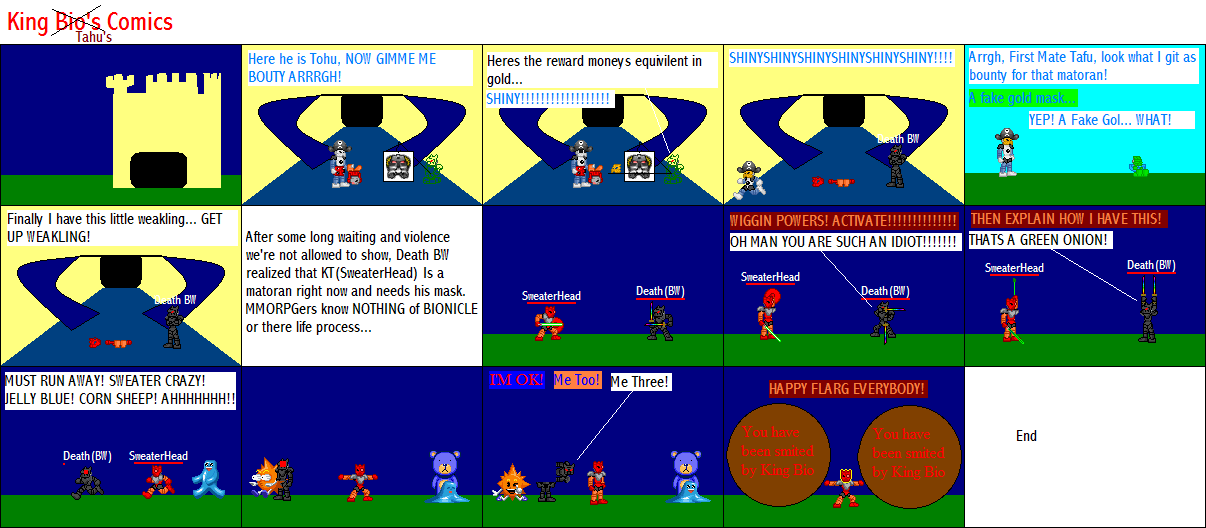 King Bio's Comics
Tahu's
Here he is Tohu, NOW GIMME ME
BOUTY ARRRGH!
Heres the reward moneys equivilent in
gold...
SHINY!!!!!!!!!!!!!!!!!!
SHINYSHINYSHINYSHINYSHINYSHINY!!!!
Death BW
Arrgh, First Mate Tafu, look what I git as
bounty for that matoran!
A fake gold mask...
YEP! A Fake Gol... WHAT!
Finally I have this little weakling... GET
UP WEAKLING!
Death BW
After some long waiting and violence
we're not allowed to show, Death BW
realized that KT(SweaterHead) Is a
matoran right now and needs his mask.
MMORPGers know NOTHING of BIONICLE
or there life process...
SweaterHead
Death(BW)
WIGGIN POWERS! ACTIVATE!!!!!!!!!!!!!!
OH MAN YOU ARE SUCH AN IDIOT!!!!!!!
SweaterHead
Death(BW)
THEN EXPLAIN HOW I HAVE THIS!
THATS A GREEN ONION!
SweaterHead
Death(BW)
MUST RUN AWAY! SWEATER CRAZY!
JELLY BLUE! CORN SHEEP! AHHHHHHH!!
Death(BW)
SweaterHead
I'M OK!
Me Too!
Me Three!
HAPPY FLARG EVERYBODY!
You have
been smited
by King Bio
You have
been smited
by King Bio
End